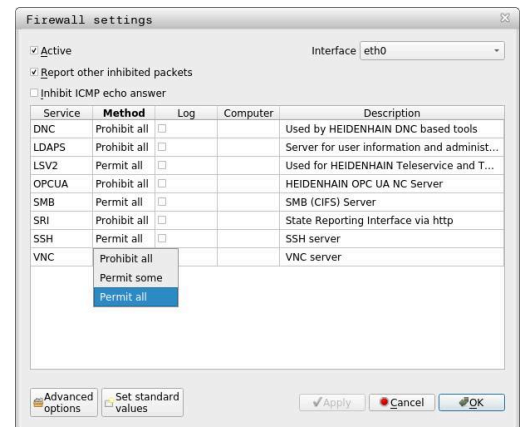 Firewall settings
Active
Interface eth0
Report other inhibited packets
Inhibit ICMP echo answer
Service Method Log Computer Description
DNC Prohibit all Used by HEIDENHAIN DNC based tools
LDAPS Prohibit all Server for user information and administ...
LSV2 Permit all Used for HEIDENHAIN Teleservice and T...
OPCUA Prohibit all HEIDENHAIN OPC UA NC Server
SMB Permit all SMB (CIFS) Server
SRI Prohibit all State Reporting Interface via http
SSH Permit all SSH server
VNC Prohibit all VNC server
Permit some
Permit all
Advanced options
Set standard values
Apply
Cancel
OK